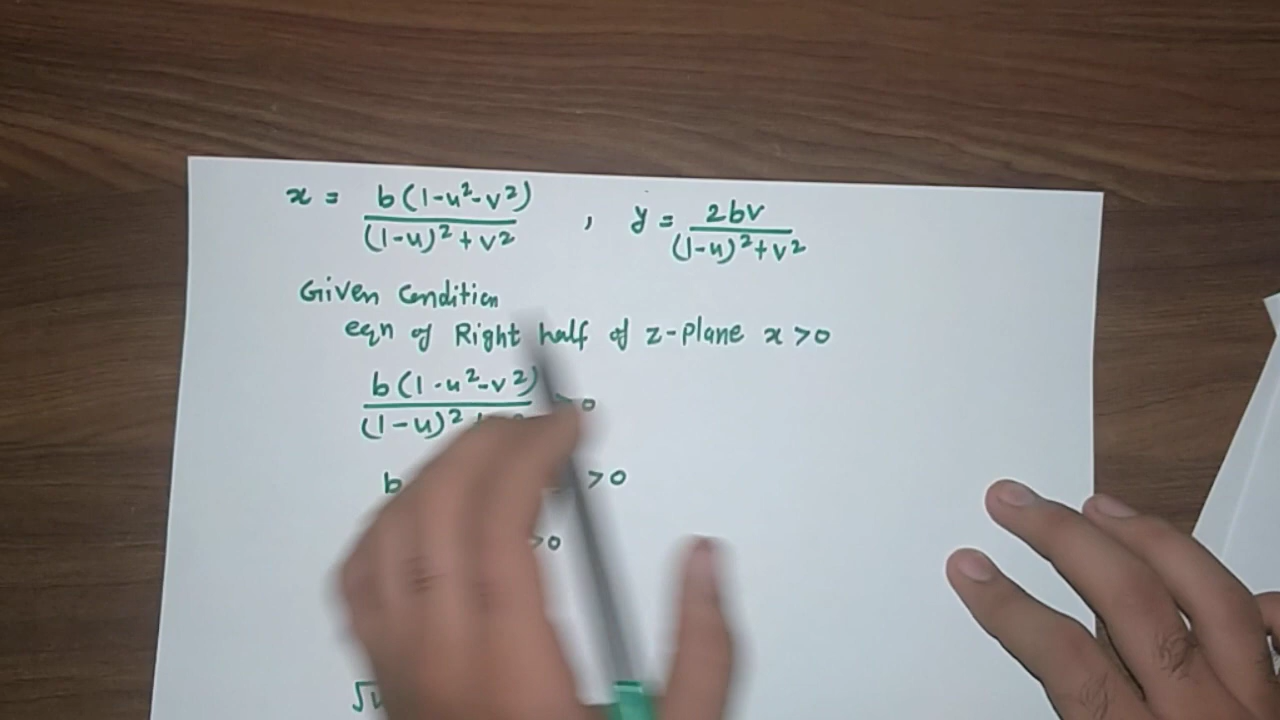 x = b(1-u²-v²)/(1-u)²+v² , y = 2bv/(1-u)²+v²
Given Condition
eqn of Right half of z-plane x >0
b(1-u²-v²)/(1-u)² >0
b >0
>0